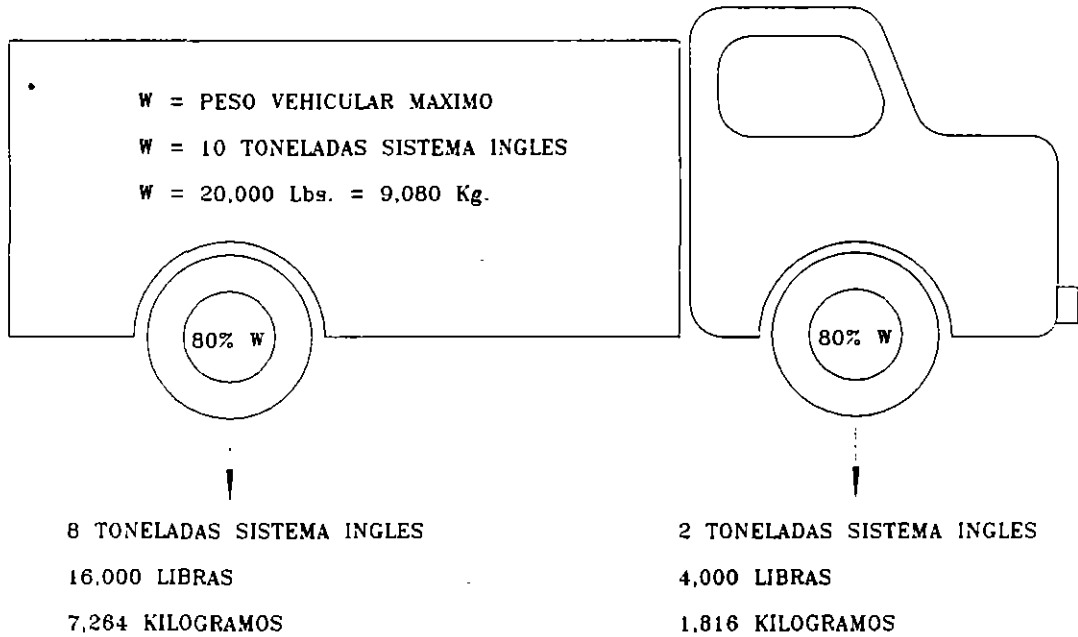 W = PESO VEHICULAR MAXIMO
W = 10 TONELADAS SISTEMA INGLES
W = 20,000 Lbs. = 9,080 Kg.
80% W
80% W
8 TONELADAS SISTEMA INGLES
16,000 LIBRAS
7,264 KILOGRAMOS
2 TONELADAS SISTEMA INGLES
4,000 LIBRAS
1,816 KILOGRAMOS